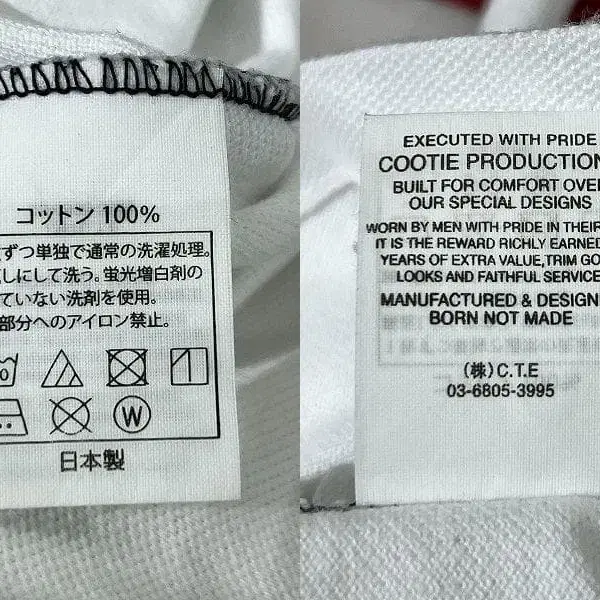 コットン 100%
ずつ単独で通常の洗濯処理。
しにして洗う。蛍光増白剤の
ていない洗剤を使用。
部分へのアイロン禁止。
W
日本製
EXECUTED WITH PRIDE
COOTIE PRODUCTION
BUILT FOR COMFORT OVE
OUR SPECIAL DESIGNS
WORN BY MEN WITH PRIDE IN THEIR
IT IS THE REWARD RICHLY EARNED
YEARS OF EXTRA VALUE,TRIM GO
LOOKS AND FAITHFUL SERVICE
MANUFACTURED & DESIGNE
BORN NOT MADE
(株)C.T.E
03-6805-3995